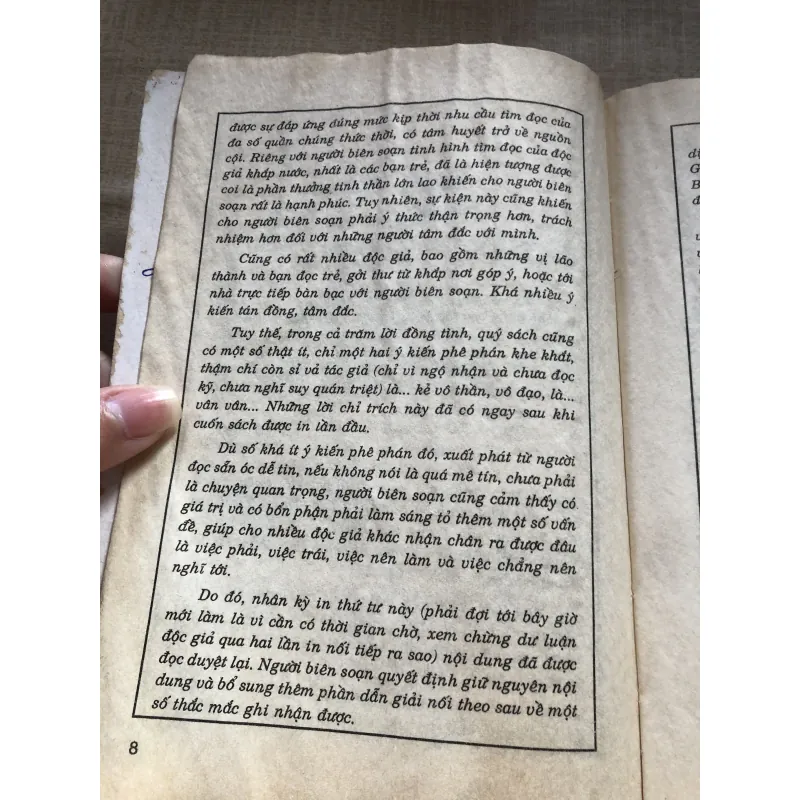 được sự đáp ứng đúng mức kịp thời nhu cầu tìm đọc của
đa số quần chúng thức thời, có tâm huyết trở về nguồn
cội. Riêng với người biên soạn tình hình tìm đọc của độc
giả khắp nước, nhất là các bạn trẻ, đã là hiện tượng được
coi là phần thưởng tinh thần lớn lao khiến cho người biên
soạn rất là hạnh phúc. Tuy nhiên, sự kiện này cũng khiến
cho người biên soạn phải ý thức thận trọng hơn, trách
nhiệm hơn đối với những người tâm đắc với mình.
Cũng có rất nhiều độc giả, bao gồm những vị lão
thành và bạn đọc trẻ, gởi thư từ khắp nơi góp ý, hoặc tới
nhà trực tiếp bàn bạc với người biên soạn. Khá nhiều ý
kiến tán đồng, tâm đắc.
Tuy thế, trong cả trăm lời đồng tình, quý sách cũng
có một số thật ít, chỉ một hai ý kiến phê phán khe khắt,
thậm chí còn sỉ vả tác giả (chỉ vì ngộ nhận và chưa đọc
kỹ, chưa nghĩ suy quán triệt) là... kẻ vô thần, vô đạo, là...
vân vân... Những lời chỉ trích này đã có ngay sau khi
cuốn sách được in lần đầu.
Dù số khá ít ý kiến phê phán đó, xuất phát từ người
đọc sẵn óc dễ tin, nếu không nói là quá mê tín, chưa phải
là chuyện quan trọng, người biên soạn cũng cảm thấy có
giá trị và có bổn phận phải làm sáng tỏ thêm một số vấn
đề, giúp cho nhiều độc giả khác nhận chân ra được đâu
là việc phải, việc trái, việc nên làm và việc chẳng nên
nghĩ tới.
Do đó, nhân kỳ in thứ tư này (phải đợi tới bây giờ
mới làm là vì cần có thời gian chờ, xem chừng dư luận
độc giả qua hai lần in nối tiếp ra sao) nội dung đã được
đọc duyệt lại. Người biên soạn quyết định giữ nguyên nội
dung và bổ sung thêm phần dẫn giải nối theo sau về một
số thắc mắc ghi nhận được.
8